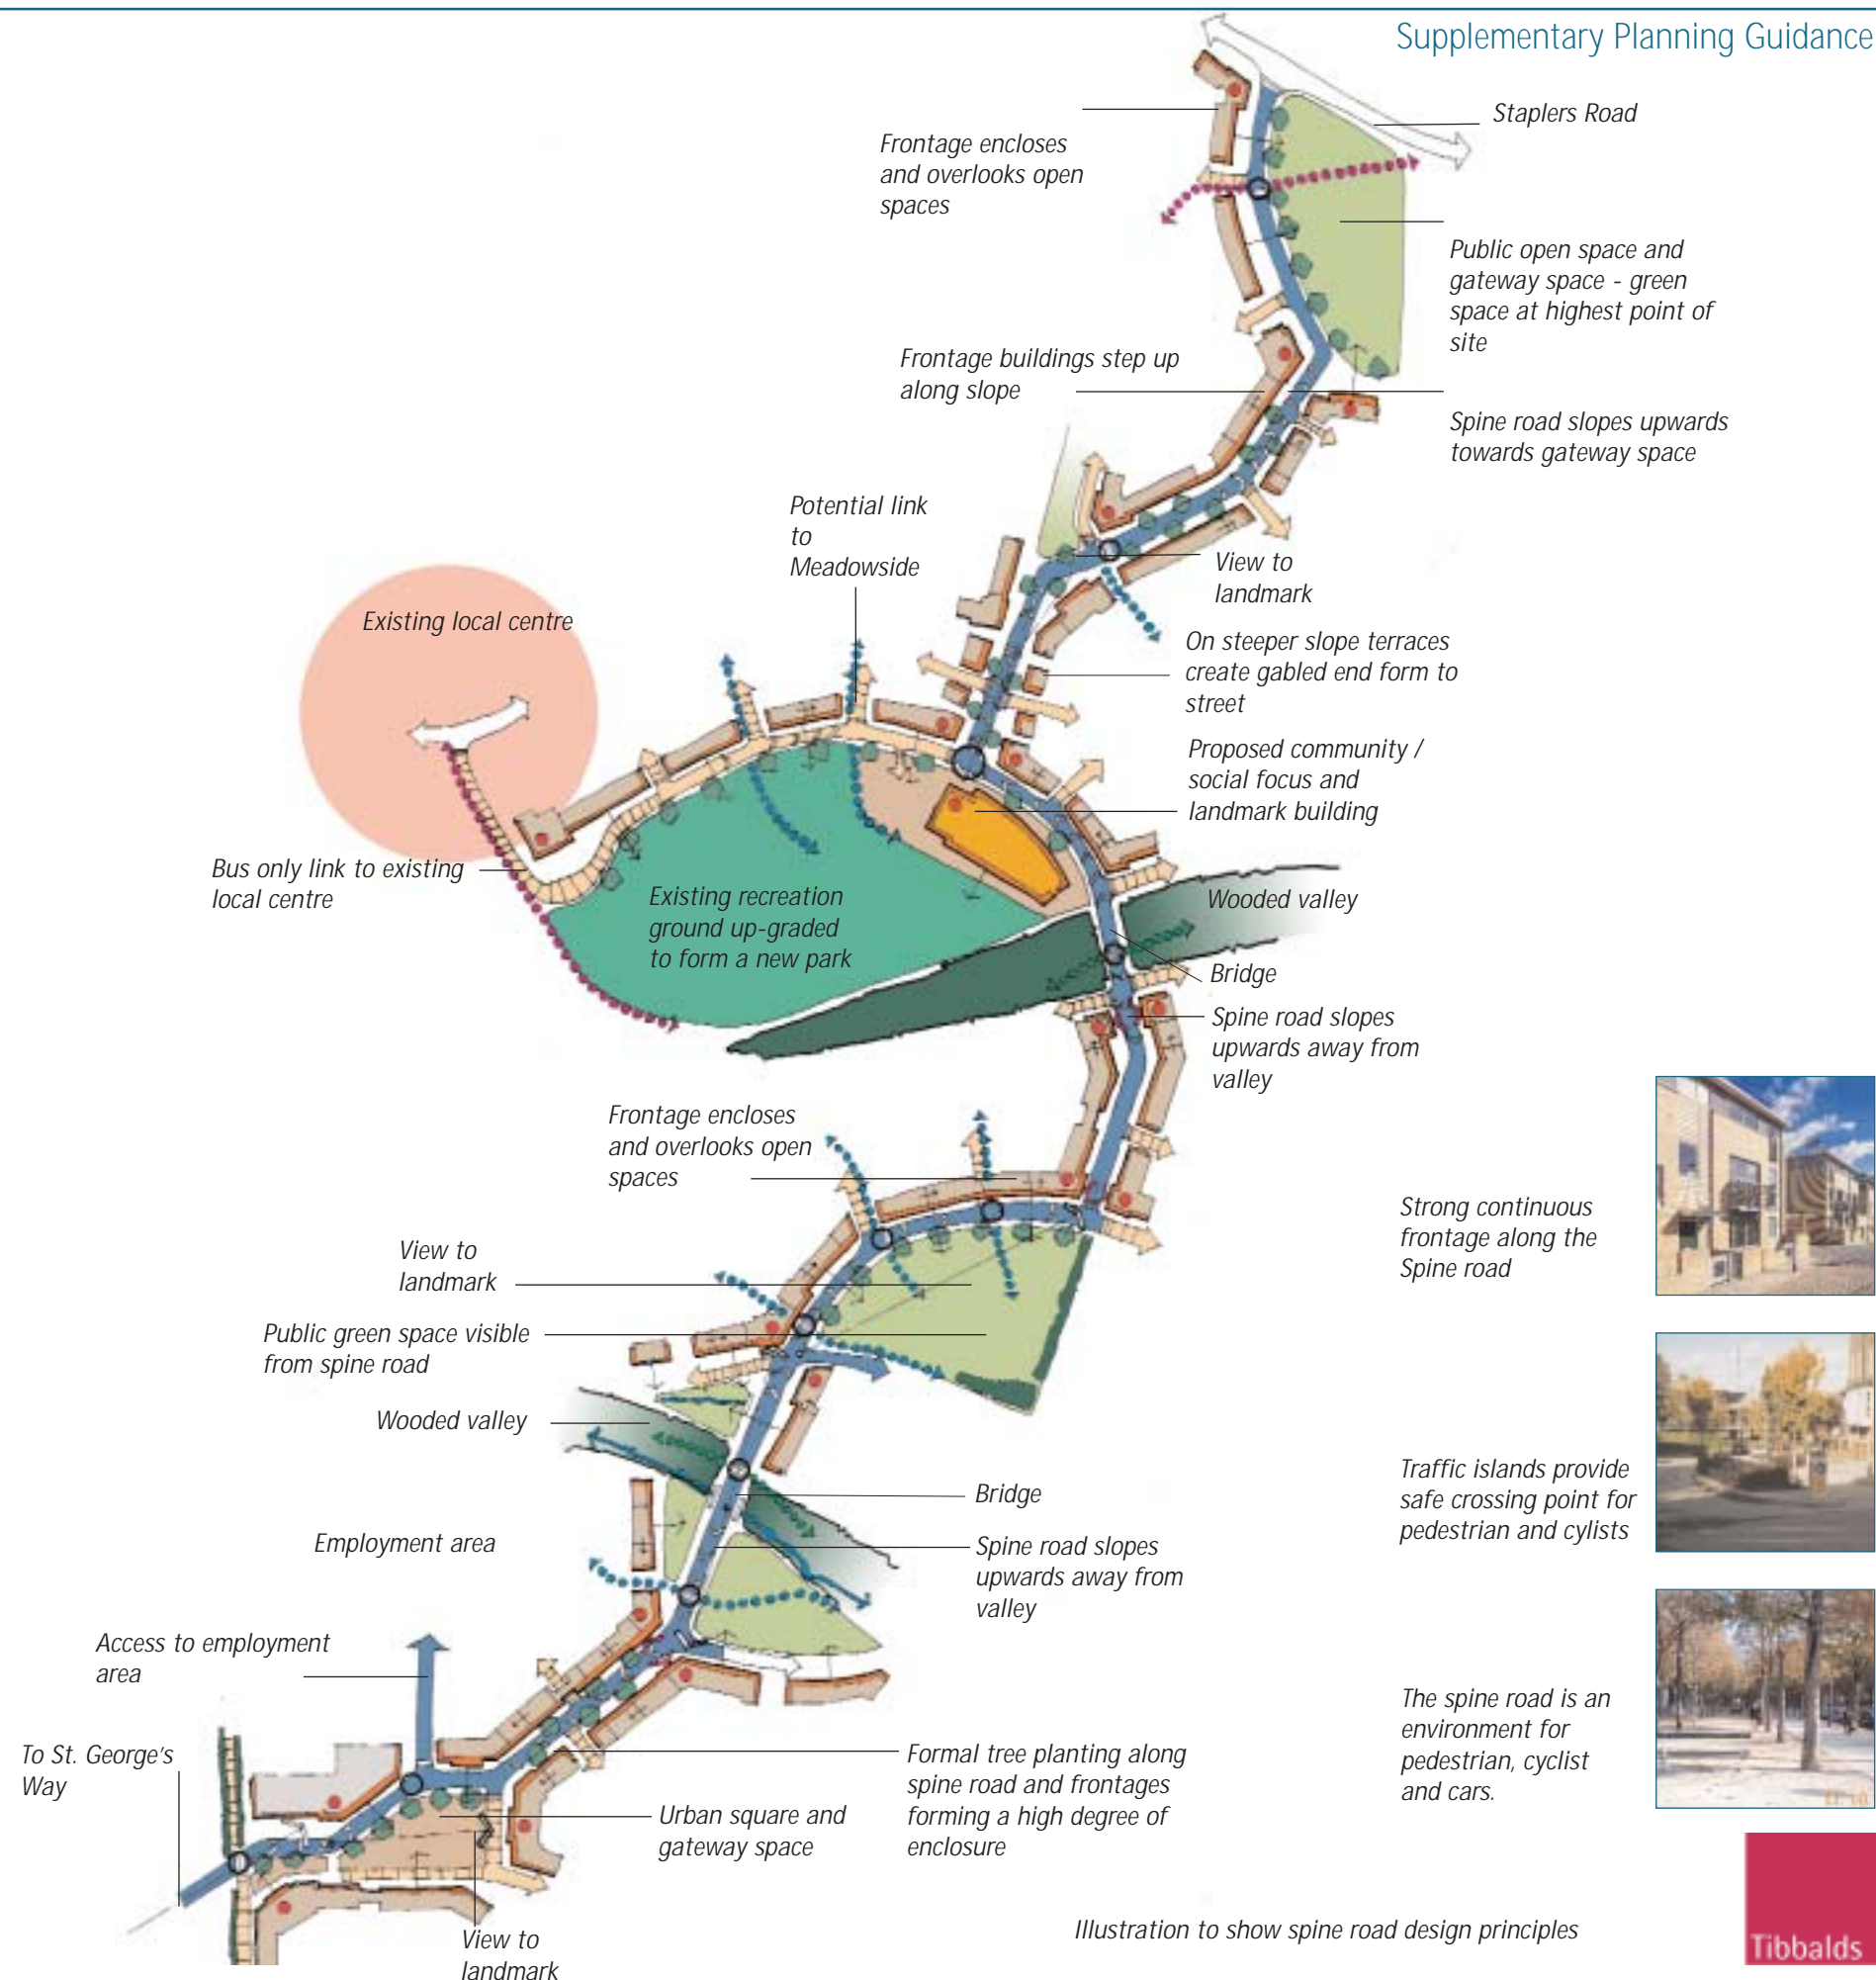 Supplementary Planning Guidance
Staplers Road
Frontage encloses
and overlooks open
spaces
Public open space and
gateway space - green
space at highest point of
site
Frontage buildings step up
along slope
Spine road slopes upwards
towards gateway space
Potential link
to
Meadowside
View to
landmark
Existing local centre
On steeper slope terraces
create gabled end form to
street
Proposed community /
social focus and
landmark building
Bus only link to existing
local centre
Existing recreation
ground up-graded
to form a new park
Wooded valley
Bridge
Spine road slopes
upwards away from
valley
Frontage encloses
and overlooks open
spaces
Strong continuous
frontage along the
Spine road
View to
landmark
Public green space visible
from spine road
Wooded valley
Bridge
Traffic islands provide
safe crossing point for
pedestrian and cylists
Employment area
Spine road slopes
upwards away from
valley
Access to employment
area
The spine road is an
environment for
pedestrian, cyclist
and cars.
To St. George's
Way
Formal tree planting along
spine road and frontages
forming a high degree of
enclosure
Urban square and
gateway space
View to
landmark
Illustration to show spine road design principles
Tibbalds